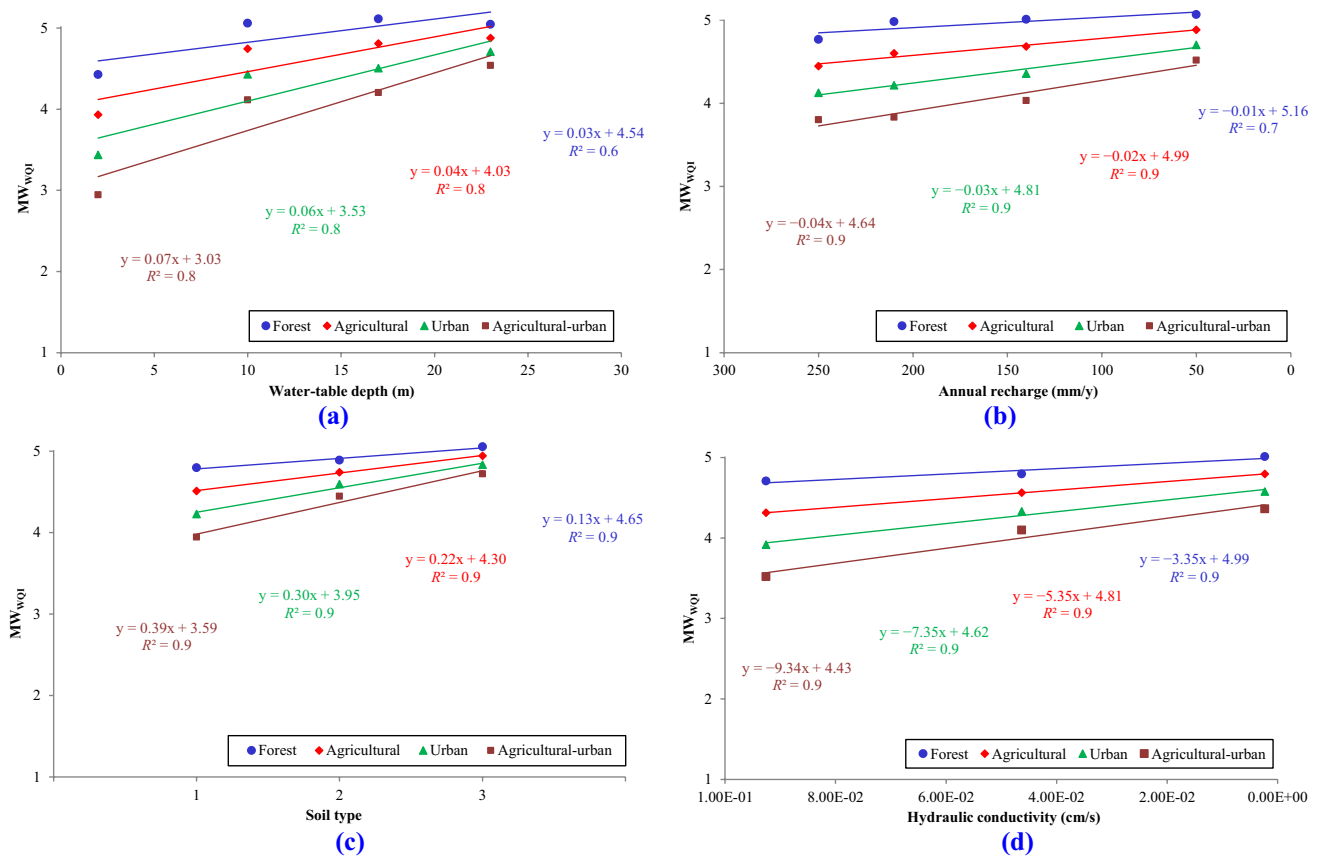 5
4
3
2
1
MW_WQI
y = 0.03x + 4.54
R² = 0.6
y = 0.04x + 4.03
R² = 0.8
y = 0.06x + 3.53
R² = 0.8
y = 0.07x + 3.03
R² = 0.8
Forest Agricultural Urban Agricultural-urban
0 5 10 15 20 25 30
Water-table depth (m)
(a)
5
4
3
2
1
MW_WQI
y = −0.01x + 5.16
R² = 0.7
y = −0.02x + 4.99
R² = 0.9
y = −0.03x + 4.81
R² = 0.9
y = −0.04x + 4.64
R² = 0.9
Forest Agricultural Urban Agricultural-urban
300 250 200 150 100 50 0
Annual recharge (mm/y)
(b)
5
4
3
2
1
MW_WQI
y = 0.13x + 4.65
R² = 0.9
y = 0.22x + 4.30
R² = 0.9
y = 0.30x + 3.95
R² = 0.9
y = 0.39x + 3.59
R² = 0.9
Forest Agricultural Urban Agricultural-urban
1 2 3
Soil type
(c)
5
4
3
2
1
MW_WQI
y = −3.35x + 4.99
R² = 0.9
y = −5.35x + 4.81
R² = 0.9
y = −7.35x + 4.62
R² = 0.9
y = −9.34x + 4.43
R² = 0.9
Forest Agricultural Urban Agricultural-urban
1.00E-01 8.00E-02 6.00E-02 4.00E-02 2.00E-02 0.00E+00
Hydraulic conductivity (cm/s)
(d)